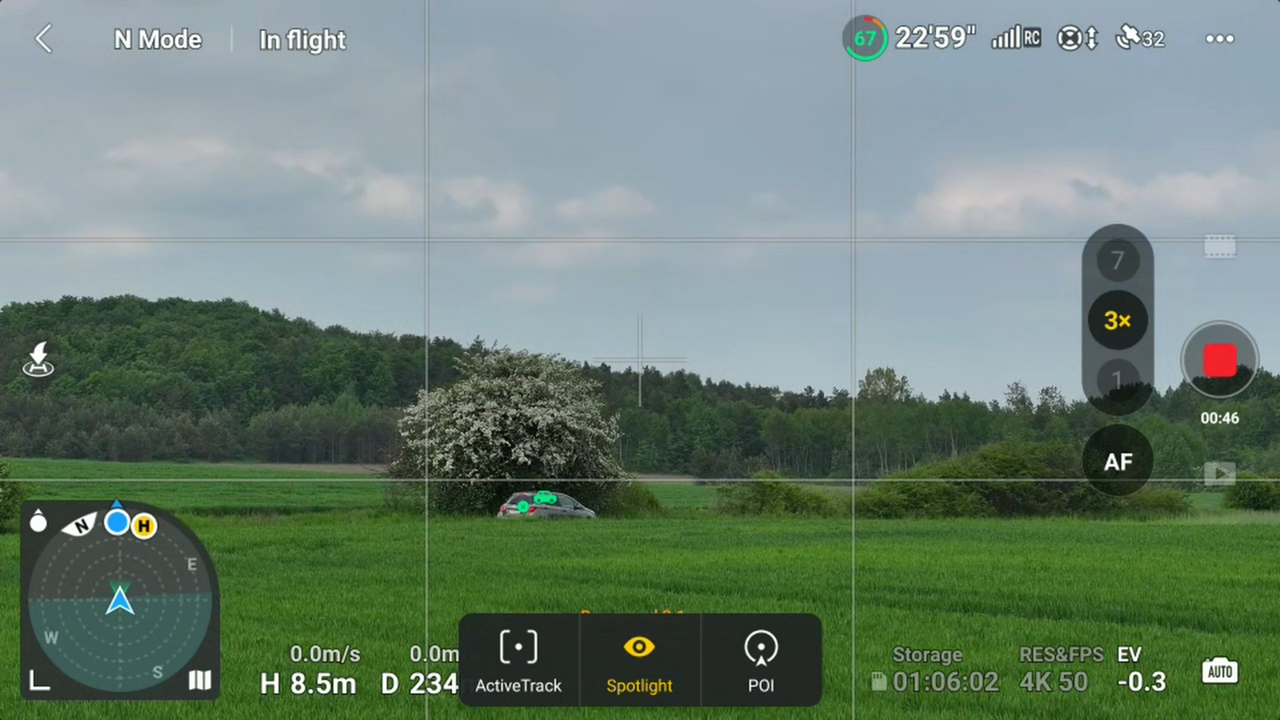 N Mode
In flight
67
22'59"
RC
32
7
3×
1
00:46
AF
N
H
E
W
S
L
0.0m/s
0.0m
H 8.5m
D 234
ActiveTrack
Spotlight
POI
Storage
01:06:02
RES&FPS
4K 50
EV
-0.3
AUTO